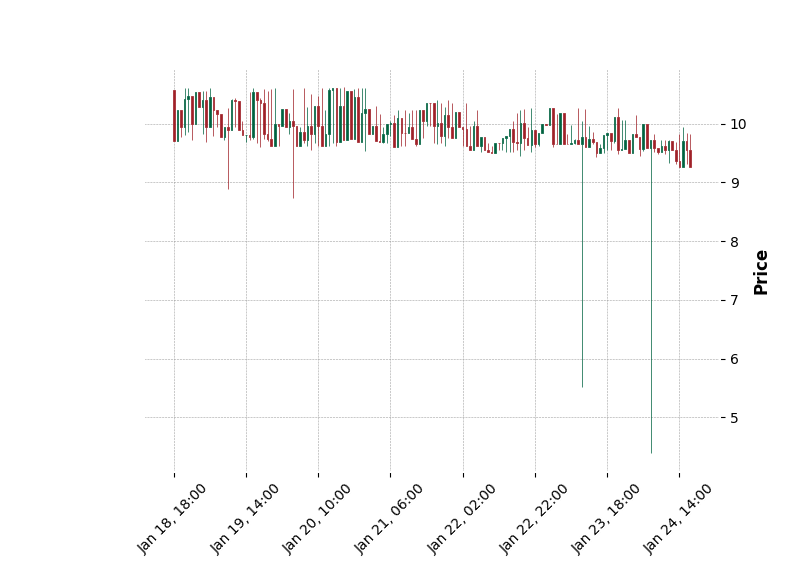 10
9
8
7
6
5
Price
Jan 18, 18:00
Jan 19, 14:00
Jan 20, 10:00
Jan 21, 06:00
Jan 22, 02:00
Jan 22, 22:00
Jan 23, 18:00
Jan 24, 14:00